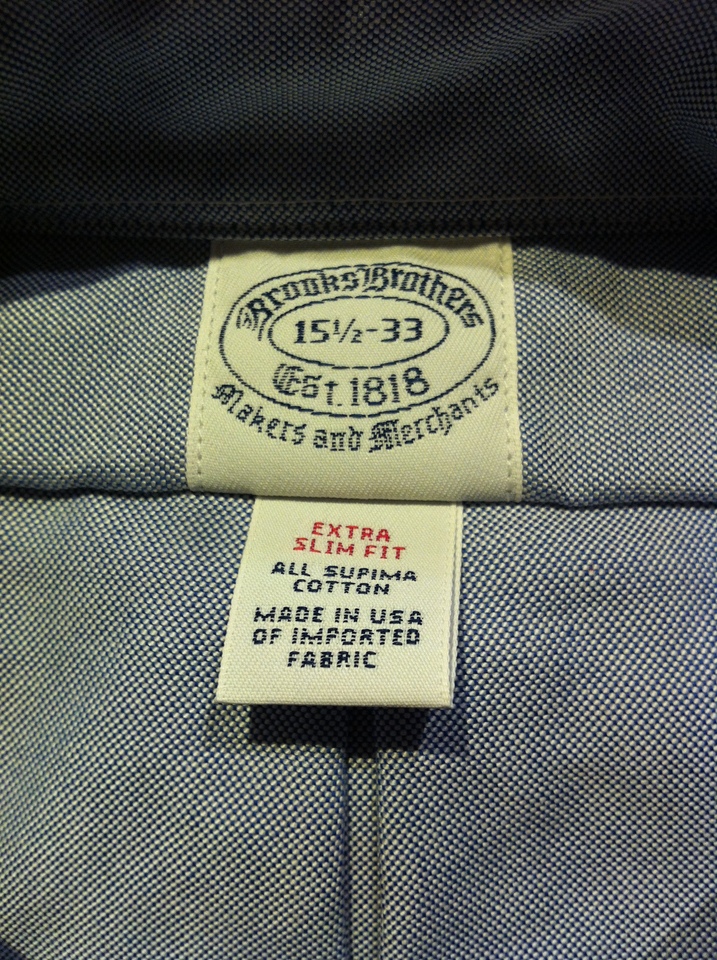 Brooks Brothers
15½-33
Est. 1818
Makers and Merchants
EXTRA
SLIM FIT
ALL SUPIMA
COTTON
MADE IN USA
OF IMPORTED
FABRIC